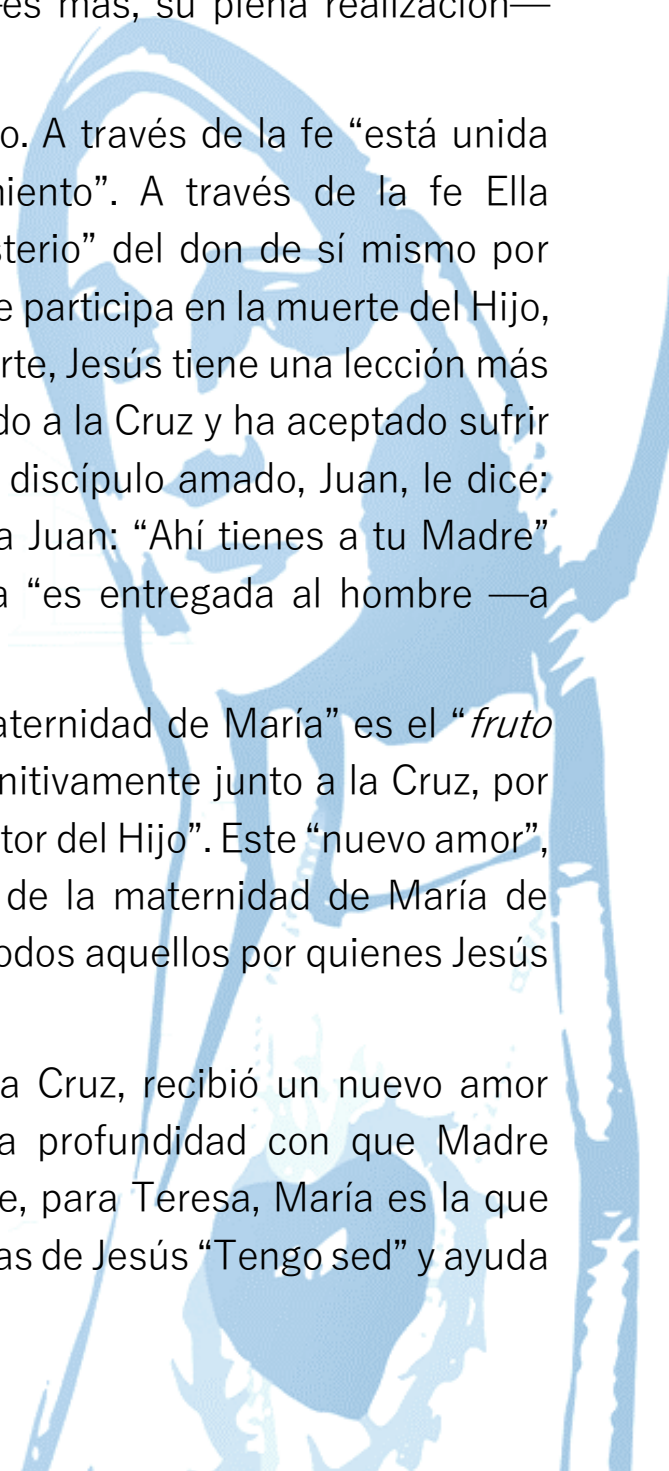 es más, su plena realización—
o. A través de la fe “está unida
miento”. A través de la fe Ella
sterio” del don de sí mismo por
e participa en la muerte del Hijo,
rte, Jesús tiene una lección más
do a la Cruz y ha aceptado sufrir
discípulo amado, Juan, le dice:
a Juan: “Ahí tienes a tu Madre”
a “es entregada al hombre —a
aternidad de María” es el “fruto
nitivamente junto a la Cruz, por
tor del Hijo”. Este “nuevo amor”,
de la maternidad de María de
odos aquellos por quienes Jesús
a Cruz, recibió un nuevo amor
a profundidad con que Madre
e, para Teresa, María es la que
as de Jesús “Tengo sed” y ayuda